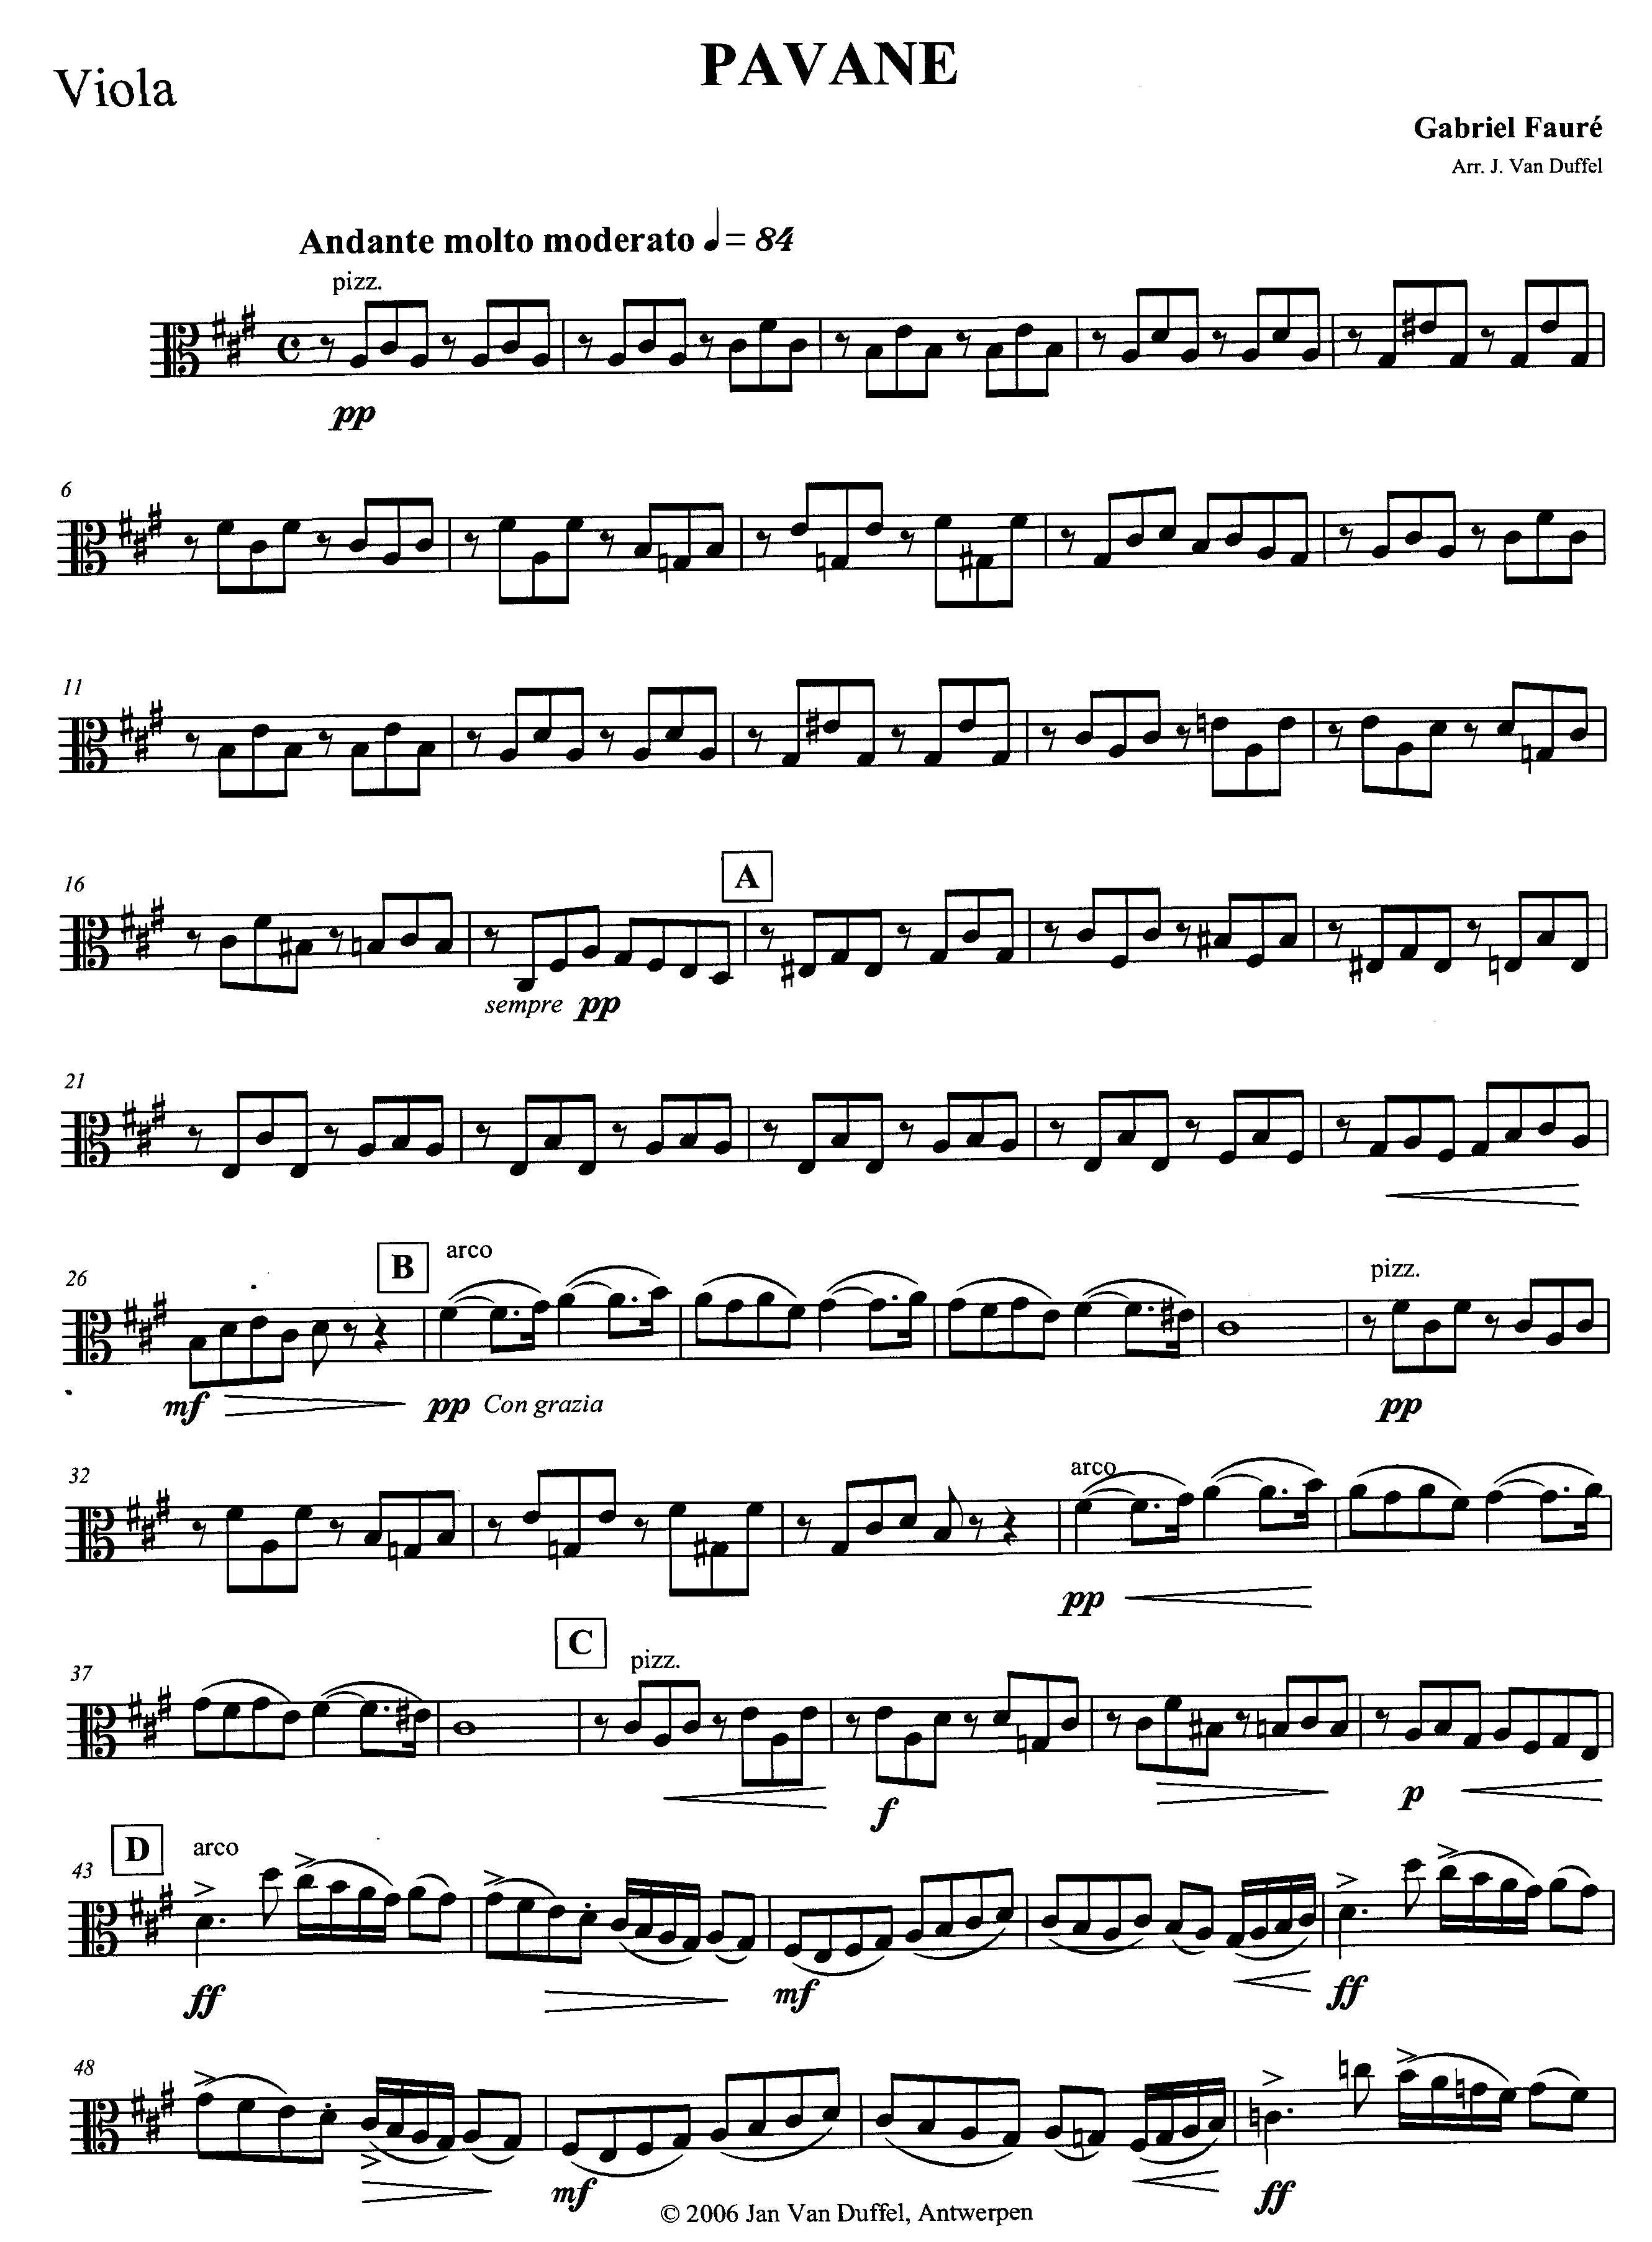 PAVANE
Viola
Gabriel Fauré
Arr. J. Van Duffel
Andante molto moderato ♩= 84
pizz.
pp
6
11
16
A
sempre pp
21
26
B
arco
pizz.
mf
pp Con grazia
pp
32
arco
pp
37
C
pizz.
f
p
43
D
arco
ff
mf
ff
48
mf
ff
© 2006 Jan Van Duffel, Antwerpen